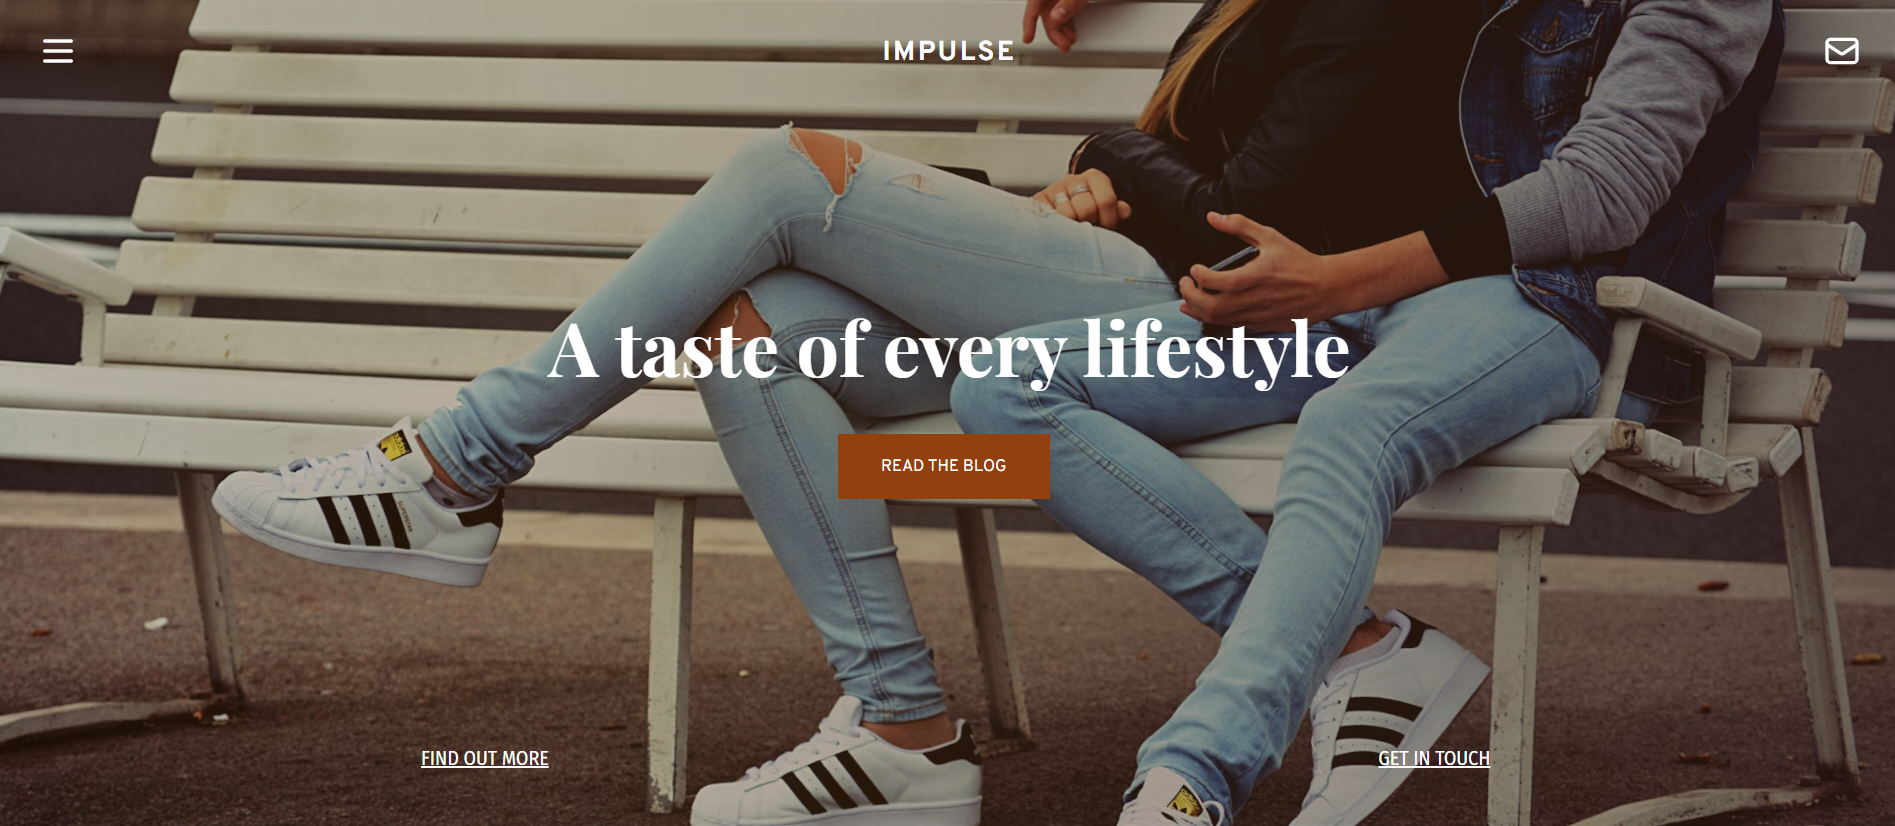 IMPULSE
A taste of every lifestyle
READ THE BLOG
FIND OUT MORE
GET IN TOUCH